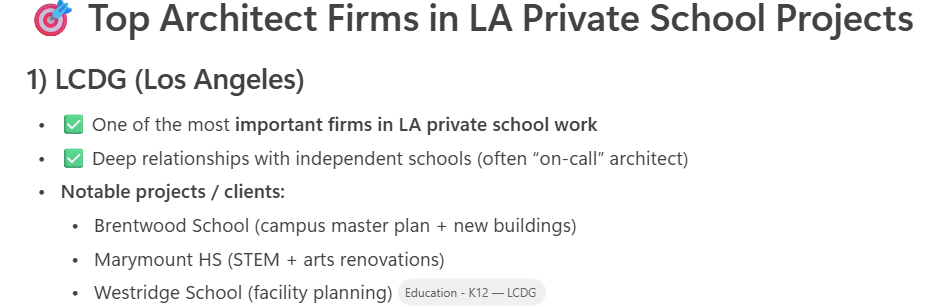 🎯 Top Architect Firms in LA Private School Projects
1) LCDG (Los Angeles)
• ✅ One of the most important firms in LA private school work
• ✅ Deep relationships with independent schools (often “on-call” architect)
• Notable projects / clients:
• Brentwood School (campus master plan + new buildings)
• Marymount HS (STEM + arts renovations)
• Westridge School (facility planning) Education - K12 — LCDG